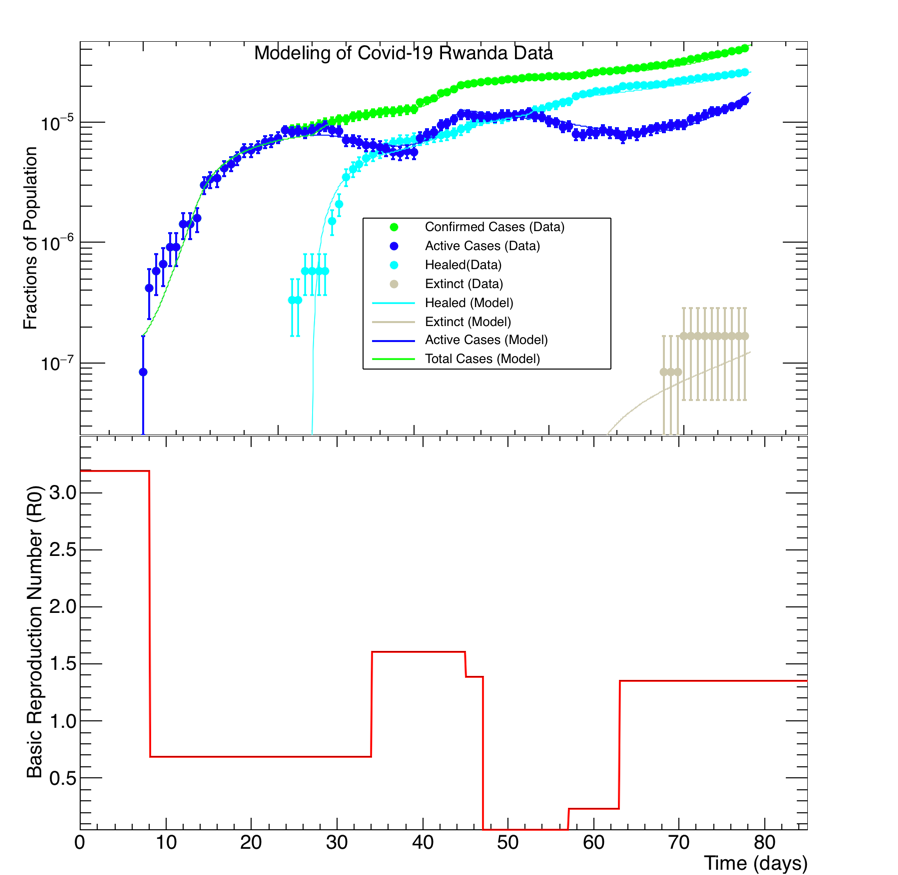 Modeling of Covid-19 Rwanda Data
Fractions of Population
10⁻⁵
10⁻⁶
10⁻⁷
Confirmed Cases (Data)
Active Cases (Data)
Healed(Data)
Extinct (Data)
Healed (Model)
Extinct (Model)
Active Cases (Model)
Total Cases (Model)
Basic Reproduction Number (R0)
3.0
2.5
2.0
1.5
1.0
0.5
0 10 20 30 40 50 60 70 80
Time (days)